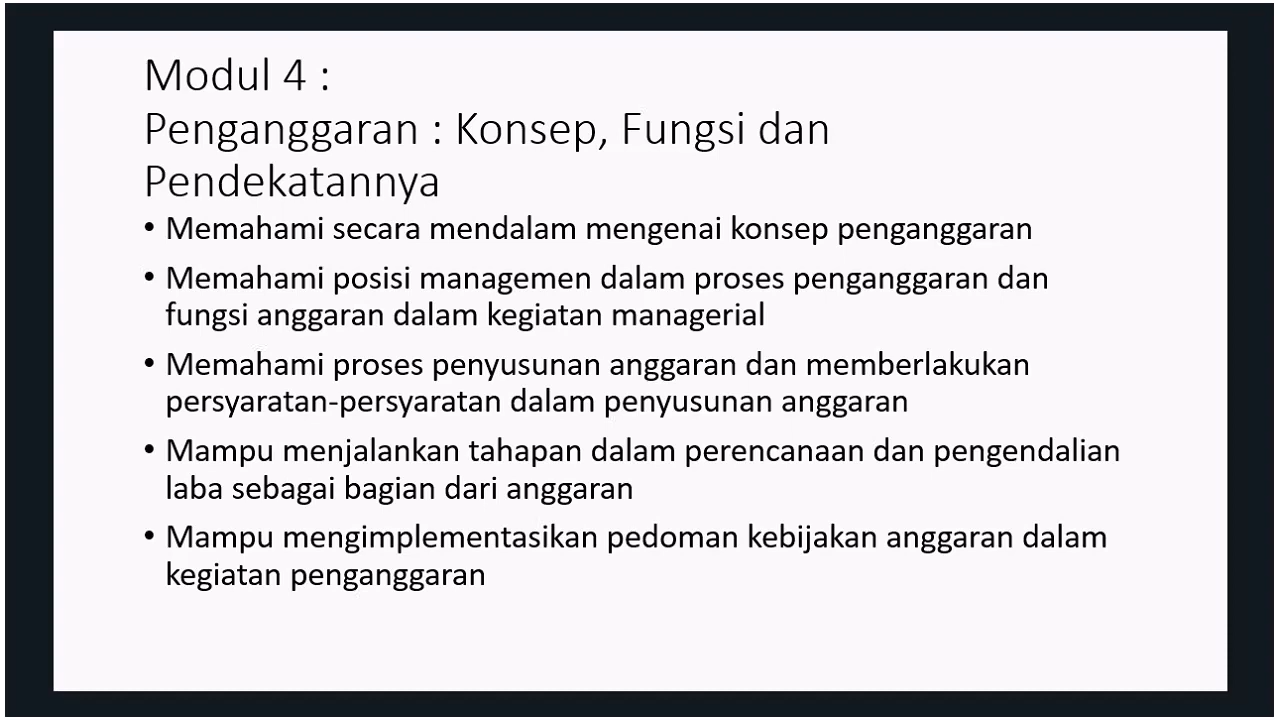 Modul 4 :
Penganggaran : Konsep, Fungsi dan
Pendekatannya
• Memahami secara mendalam mengenai konsep penganggaran
• Memahami posisi managemen dalam proses penganggaran dan
fungsi anggaran dalam kegiatan managerial
• Memahami proses penyusunan anggaran dan memberlakukan
persyaratan-persyaratan dalam penyusunan anggaran
• Mampu menjalankan tahapan dalam perencanaan dan pengendalian
laba sebagai bagian dari anggaran
• Mampu mengimplementasikan pedoman kebijakan anggaran dalam
kegiatan penganggaran